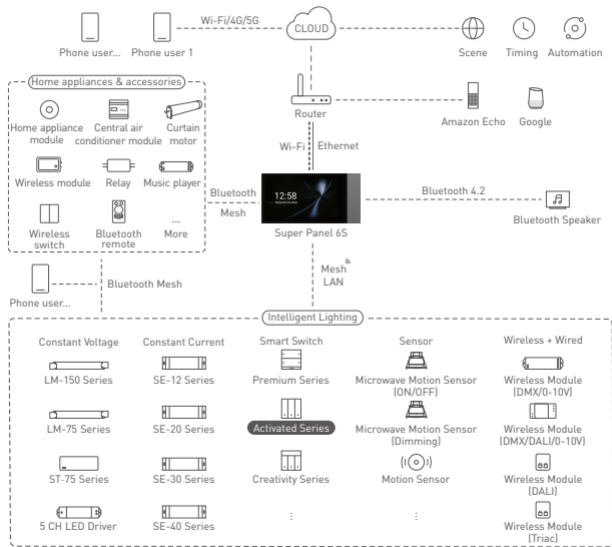 Wi-Fi/4G/5G
CLOUD
Phone user...
Phone user 1
Scene
Timing
Automation
Home appliances & accessories
Home appliance
module
Central air
conditioner module
Curtain
motor
Wireless module
Relay
Music player
Wireless
switch
Bluetooth
remote
...
More
Router
Amazon Echo
Google
Wi-Fi
Ethernet
Bluetooth
Mesh
12:58
Super Panel 6S
Bluetooth 4.2
Bluetooth Speaker
Phone user...
Bluetooth Mesh
Mesh
LAN
Intelligent Lighting
Constant Voltage
Constant Current
Smart Switch
Sensor
Wireless + Wired
LM-150 Series
SE-12 Series
Premium Series
Microwave Motion Sensor
(ON/OFF)
Wireless Module
(DMX/0-10V)
LM-75 Series
SE-20 Series
Activated Series
Microwave Motion Sensor
(Dimming)
Wireless Module
(DMX/DALI/0-10V)
ST-75 Series
SE-30 Series
Creativity Series
Motion Sensor
Wireless Module
(DALI)
5 CH LED Driver
SE-40 Series
⋮
⋮
Wireless Module
(Triac)